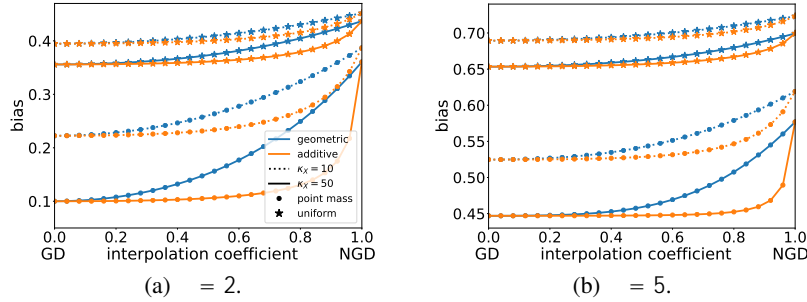 0.4
0.3
0.2
0.1
bias
geometric
additive
κ_X = 10
κ_X = 50
point mass
uniform
0.0 0.2 0.4 0.6 0.8 1.0
GD interpolation coefficient NGD
(a) = 2.
0.70
0.65
0.60
0.55
0.50
0.45
bias
0.0 0.2 0.4 0.6 0.8 1.0
GD interpolation coefficient NGD
(b) = 5.